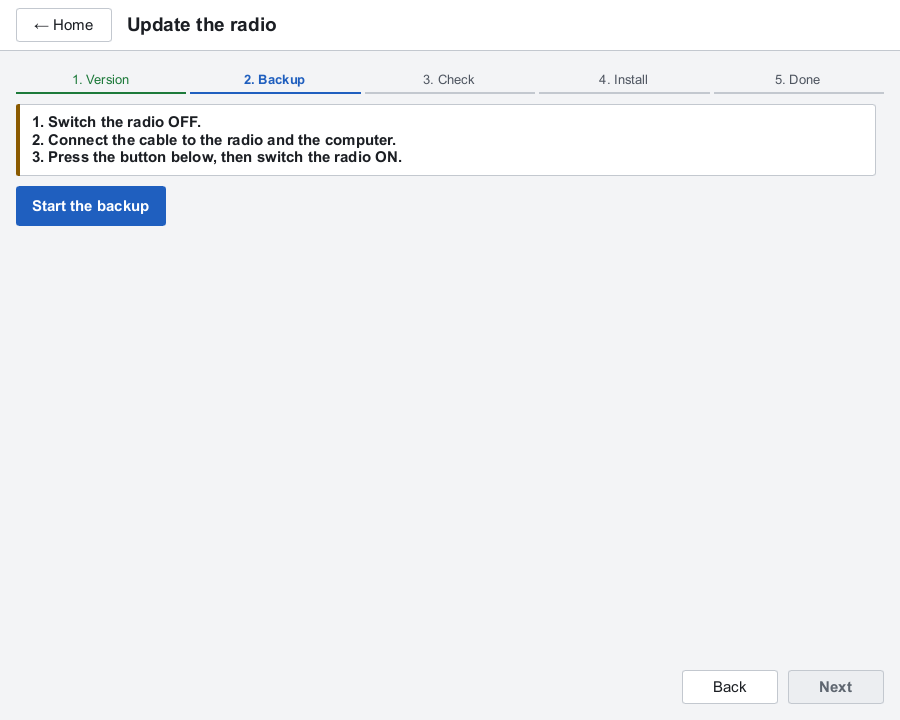 ← Home
Update the radio
1. Version
2. Backup
3. Check
4. Install
5. Done
1. Switch the radio OFF.
2. Connect the cable to the radio and the computer.
3. Press the button below, then switch the radio ON.
Start the backup
Back
Next